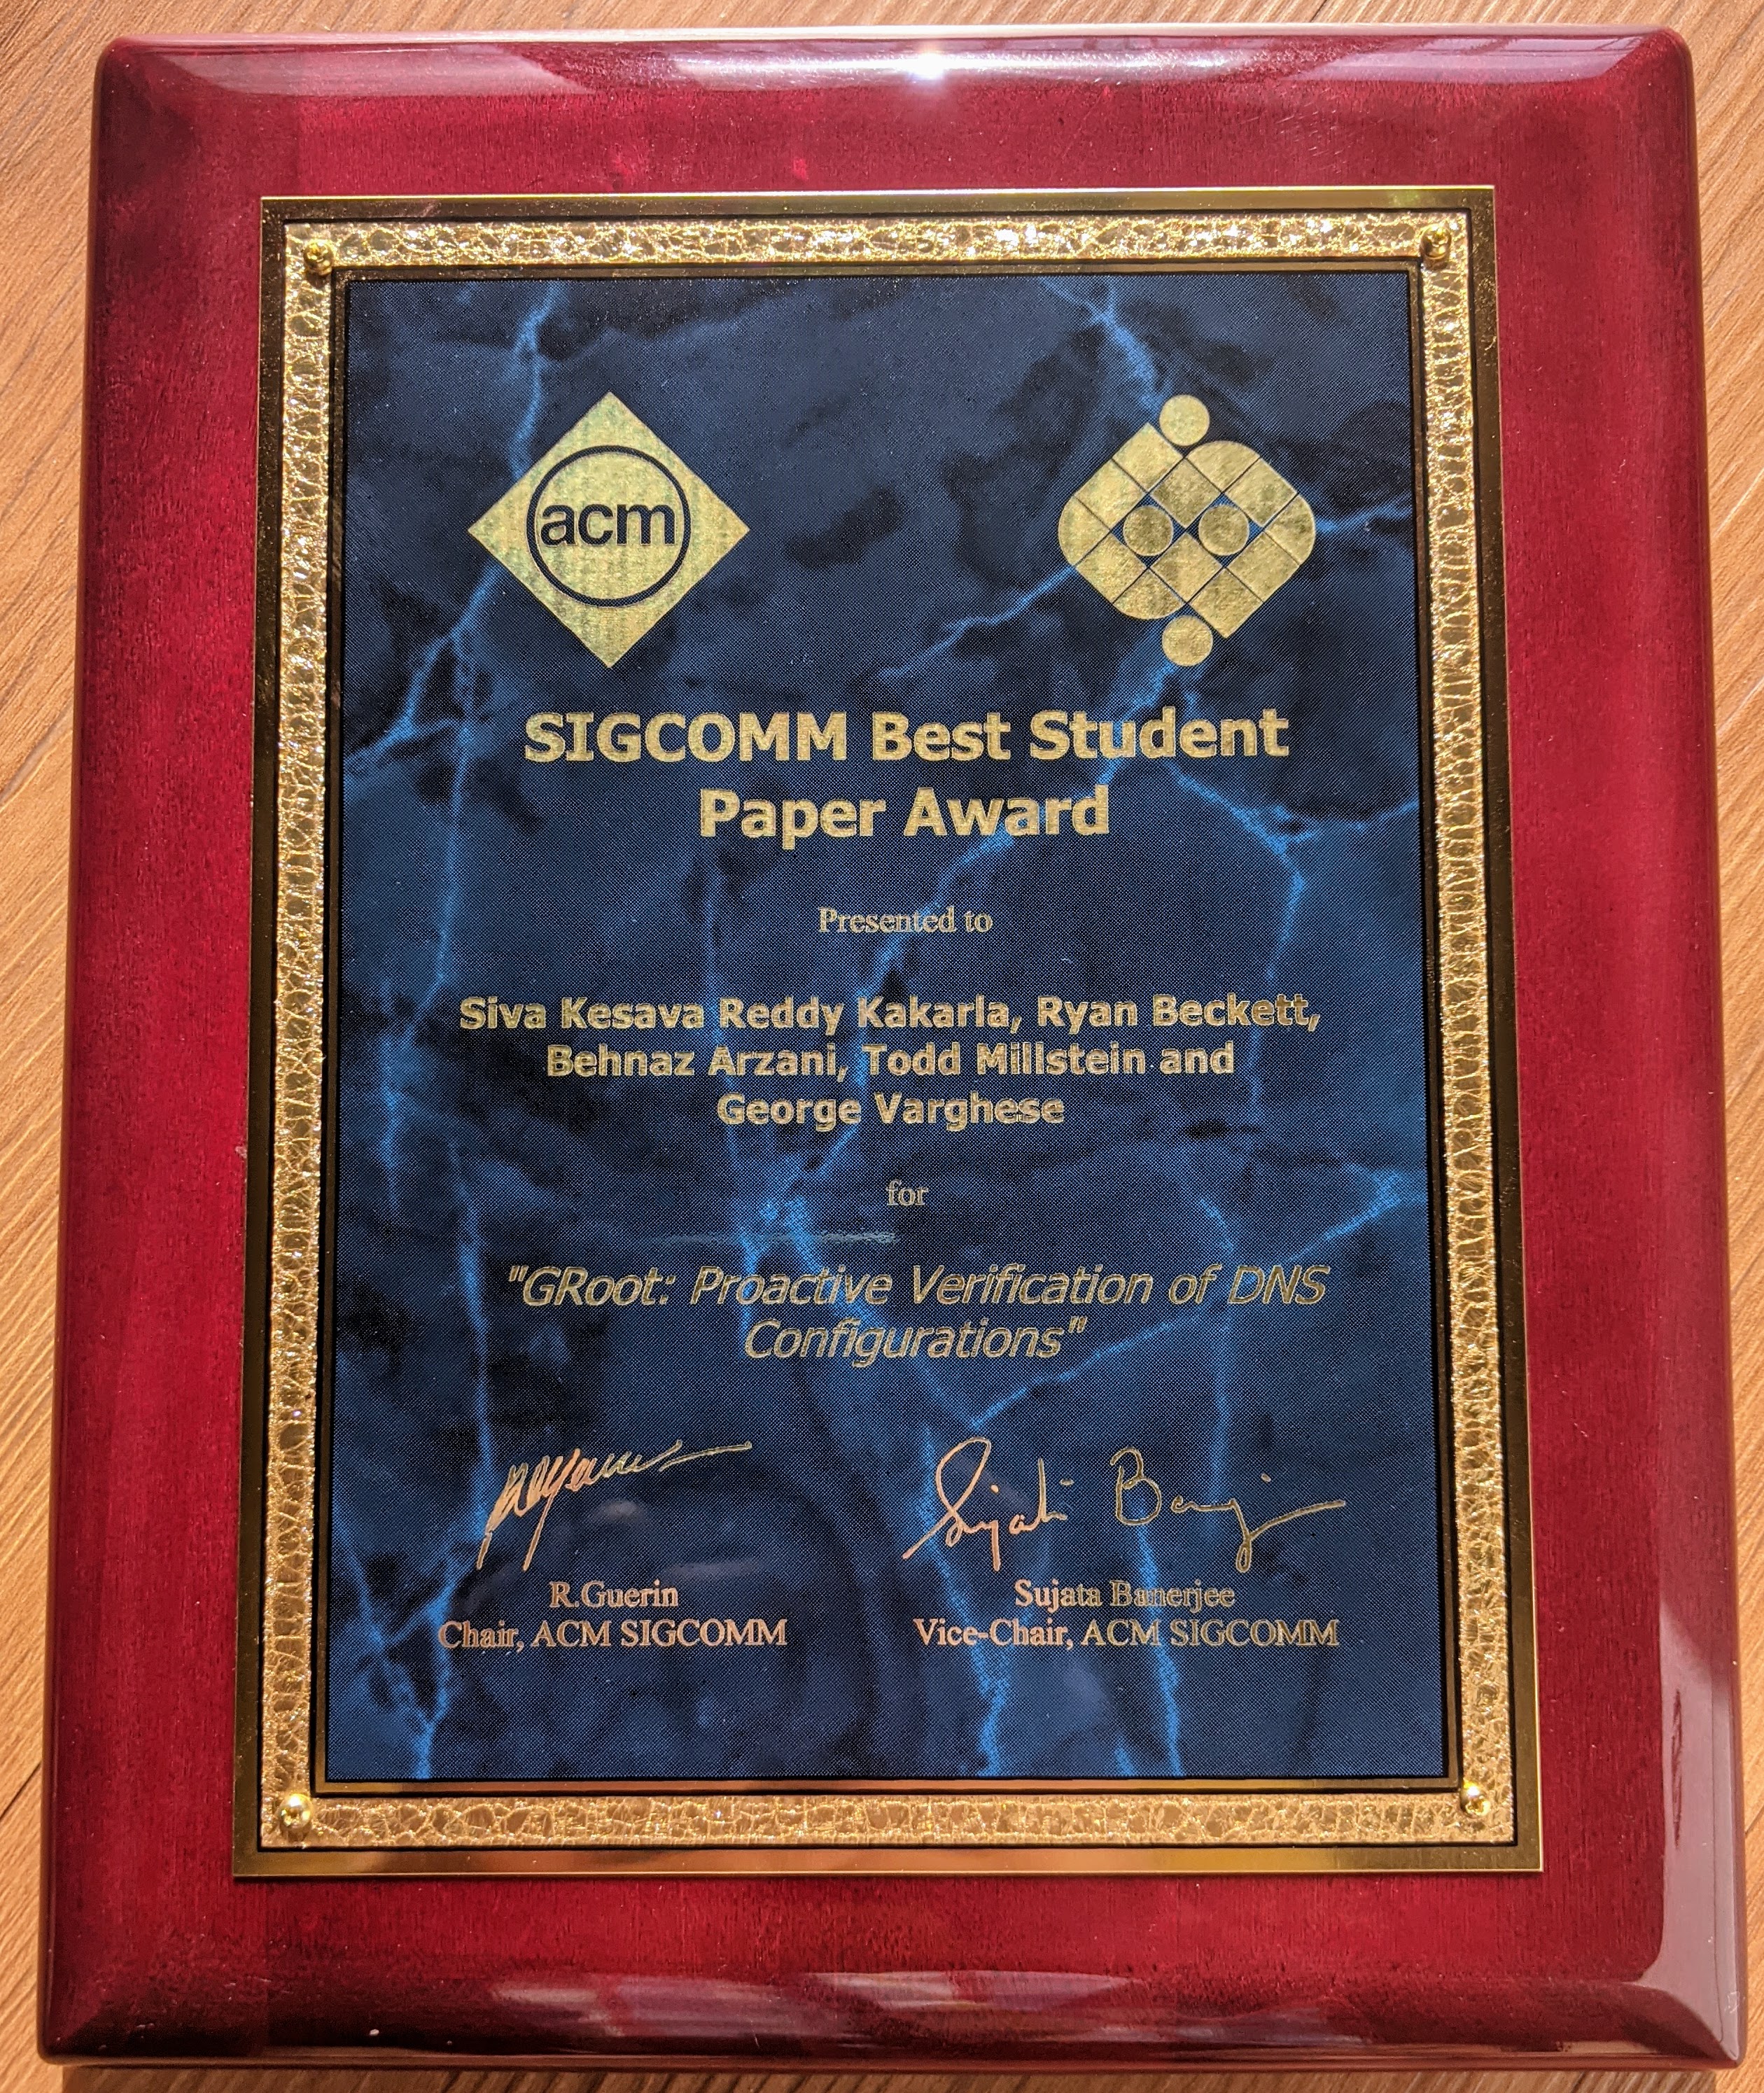 acm
SIGCOMM Best Student
Paper Award
Presented to
Siva Kesava Reddy Kakarla, Ryan Beckett,
Behnaz Arzani, Todd Millstein and
George Varghese
for
"GRoot: Proactive Verification of DNS
Configurations"
Sujata Banerjee
R.Guerin
Sujata Banerjee
Chair, ACM SIGCOMM
Vice-Chair, ACM SIGCOMM